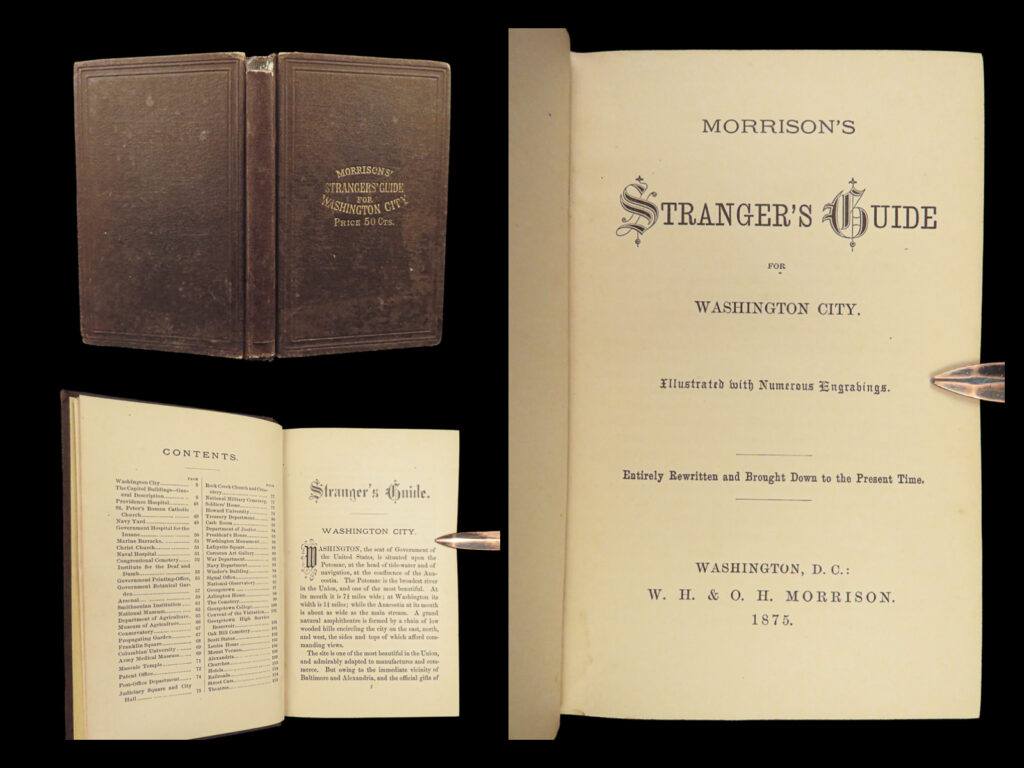 MORRISONS'
STRANGERS' GUIDE
FOR
WASHINGTON CITY
PRICE 50 CTS.
MORRISON'S
STRANGER'S GUIDE
FOR
WASHINGTON CITY.
Illustrated with Numerous Engravings.
Entirely Rewritten and Brought Down to the Present Time.
WASHINGTON, D. C.:
W. H. & O. H. MORRISON.
1875.
CONTENTS.
PAGE
Washington City
The Capitol Buildings—Gen-
eral Description
Providence Hospital
St. Peter's Roman Catholic
Church
Navy Yard
Government Hospital for the
Insane
Marine Barracks
Christ Church
Naval Hospital
Congressional Cemetery
Institute for the Deaf and
Dumb
Government Printing-Office
Government Botanical Gar-
den
Arsenal
Smithsonian Institution
National Museum
Department of Agriculture
Museum of Agriculture
Conservatory
Propagating Garden
Franklin Square
Columbian University
Army Medical Museum
Masonic Temple
Patent Office
Post-Office Department
Judiciary Square and City
Hall
Rock Creek Church and Cem-
etery
National Military Cemetery
Soldiers' Home
Howard University
Treasury Department
Cash Room
Department of Justice
President's House
Washington Monument
Lafayette Square
Corcoran Art Gallery
War Department
Navy Department
Winder's Building
Signal Office
National Observatory
Georgetown
Arlington House
The Cemetery
Georgetown College
Convent of the Visitation
Georgetown High Service
Reservoir
Oak Hill Cemetery
Scott Statue
Louise Home
Mount Vernon
Alexandria
Churches
Hotels
Railroads
Street Cars
Theatres
Stranger's Guide.
WASHINGTON CITY.
WASHINGTON, the seat of Government of
the United States, is situated upon the
Potomac, at the head of tide-water and of
navigation, at the confluence of the Ana-
costia. The Potomac is the broadest river
in the Union, and one of the most beautiful. At
its mouth it is 7½ miles wide; at Washington its
width is 1¼ miles; while the Anacostia at its mouth
is about as wide as the main stream. A grand
natural amphitheatre is formed by a chain of low
wooded hills encircling the city on the east, north,
and west, the sides and tops of which afford com-
manding views.
The site is one of the most beautiful in the Union,
and admirably adapted to manufactures and com-
merce. But owing to the immediate vicinity of
Baltimore and Alexandria, and the official gifts of